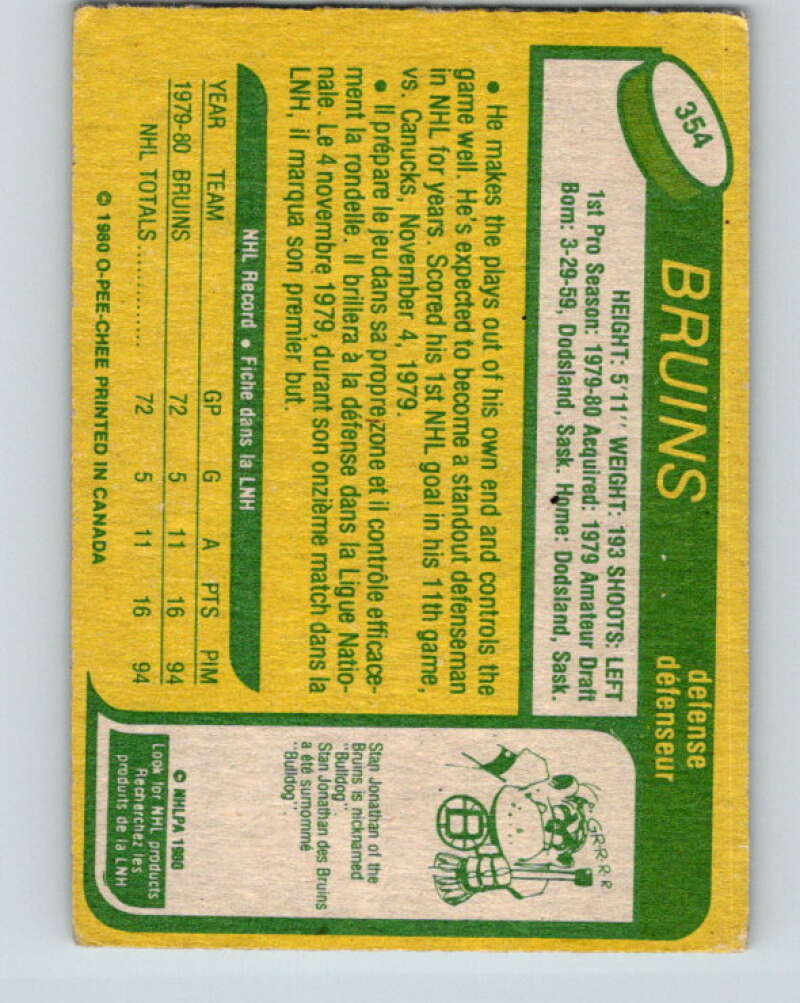 354
BRUINS
defense
défenseur
HEIGHT: 5'11" WEIGHT: 193 SHOOTS: LEFT
1st Pro Season: 1979-80 Acquired: 1979 Amateur Draft
Born: 3-29-59, Dodsland, Sask. Home: Dodsland, Sask.
• He makes the plays out of his own end and controls the
game well. He's expected to become a standout defenseman
in NHL for years. Scored his 1st NHL goal in his 11th game,
vs. Canucks, November 4, 1979.
• Il prépare le jeu dans sa propre zone et il contrôle efficace-
ment la rondelle. Il brillera à la défense dans la Ligue Natio-
nale. Le 4 novembre 1979, durant son onzième match dans la
LNH, il marqua son premier but.
NHL Record • Fiche dans la LNH
YEAR TEAM GP G A PTS PIM
1979-80 BRUINS 72 5 11 16 94
NHL TOTALS ............. 72 5 11 16 94
© 1980 O-PEE-CHEE PRINTED IN CANADA
GRRR-R
Stan Jonathan of the
Bruins is nicknamed
"Bulldog".
Stan Jonathan des Bruins
a été surnommé
"Bulldog".
© NHLPA 1980
Look for NHL products
Recherchez les
produits de la LNH